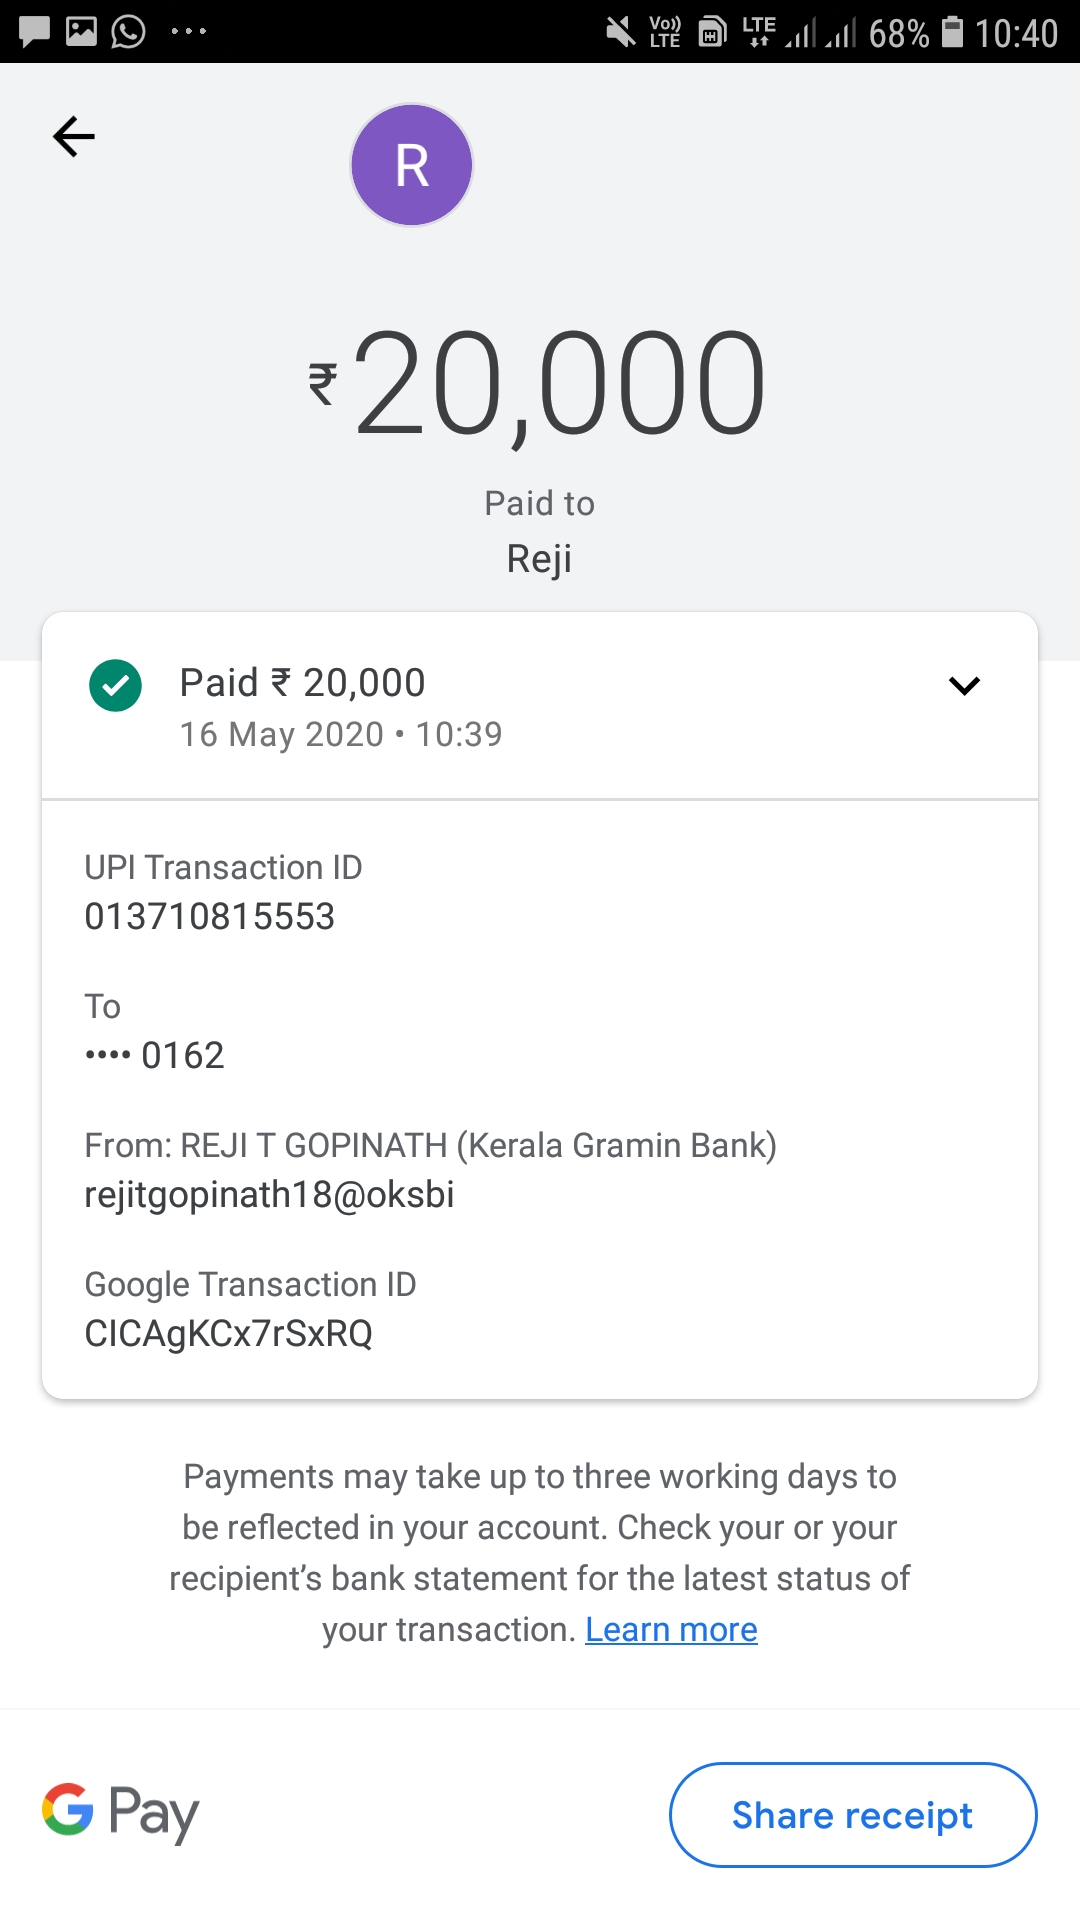 Vo))
LTE
LTE
68%
10:40
R
₹20,000
Paid to
Reji
Paid ₹ 20,000
16 May 2020 • 10:39
UPI Transaction ID
013710815553
To
•••• 0162
From: REJI T GOPINATH (Kerala Gramin Bank)
rejitgopinath18@oksbi
Google Transaction ID
CICAgKCx7rSxRQ
Payments may take up to three working days to
be reflected in your account. Check your or your
recipient’s bank statement for the latest status of
your transaction. Learn more
G Pay
Share receipt